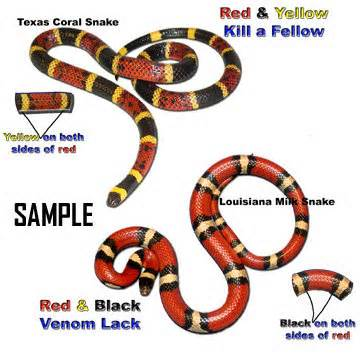 Texas Coral Snake
Red & Yellow
Kill a Fellow
Yellow on both
sides of red
Louisiana Milk Snake
SAMPLE
Red & Black
Venom Lack
Black on both
sides of red